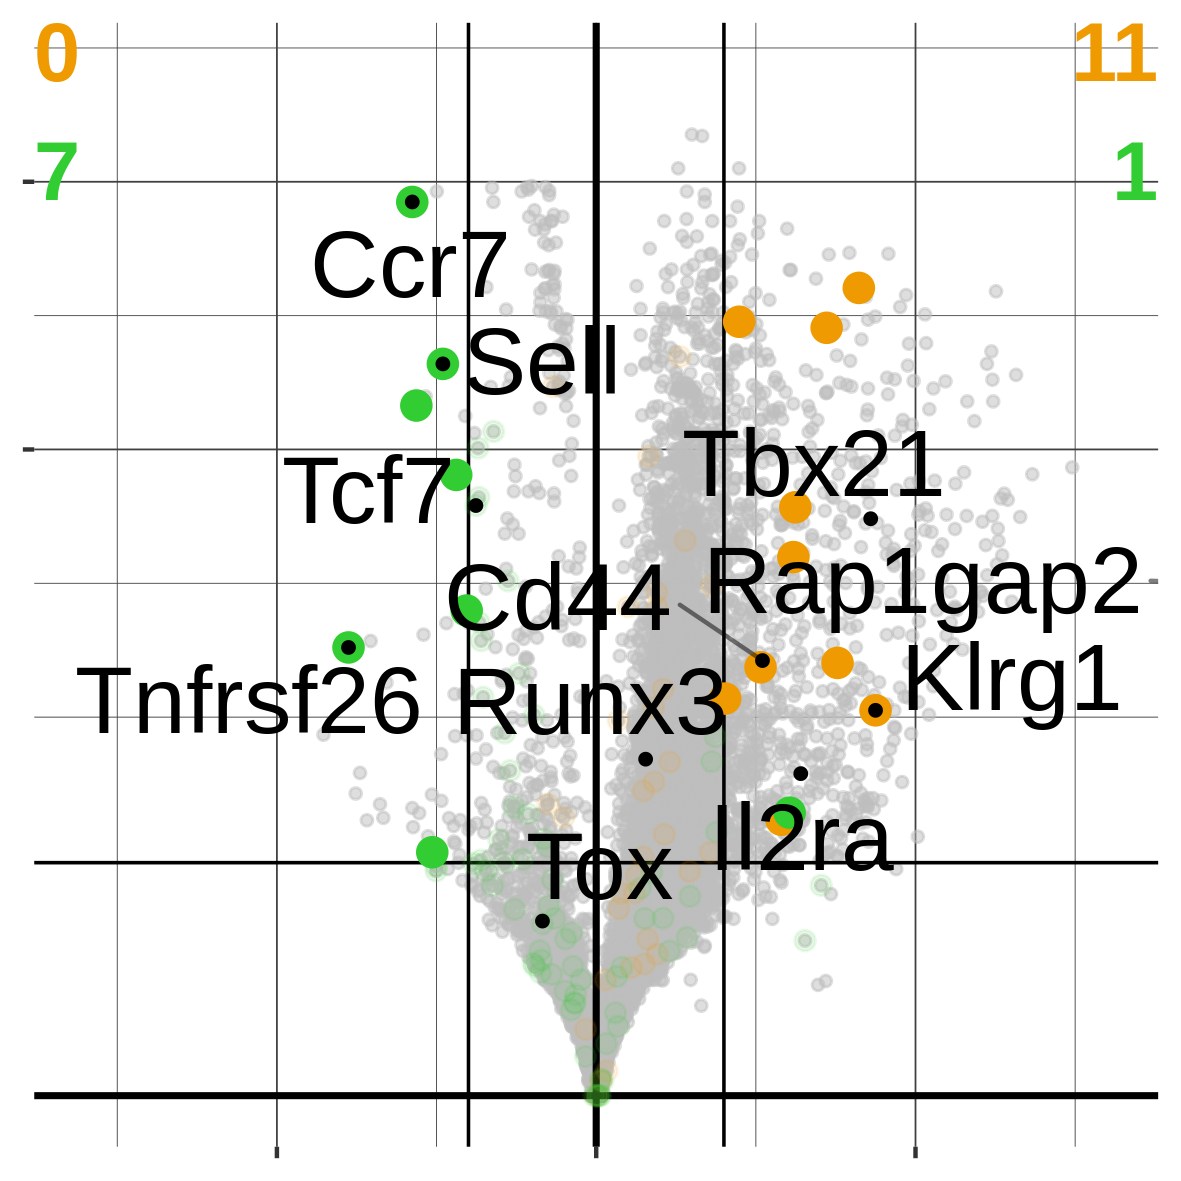 0 11
7 1
Ccr7
Sell
Tbx21
Tcf7
Rap1gap2
Cd44
Klrg1
Tnfrsf26 Runx3
Il2ra
Tox